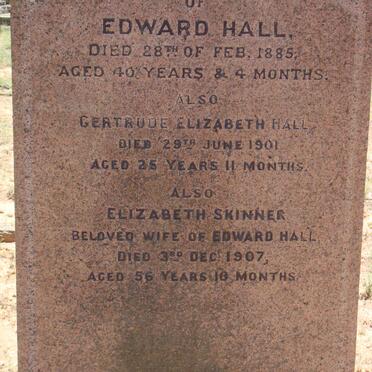 OF
EDWARD HALL,
DIED 28TH OF FEB. 1885,
AGED 40 YEARS & 4 MONTHS.
ALSO
GERTRUDE ELIZABETH HALL
DIED 29TH JUNE 1901
AGED 25 YEARS 11 MONTHS.
ALSO
ELIZABETH SKINNER
BELOVED WIFE OF EDWARD HALL
DIED 3RD DEC 1907,
AGED 56 YEARS 10 MONTHS.